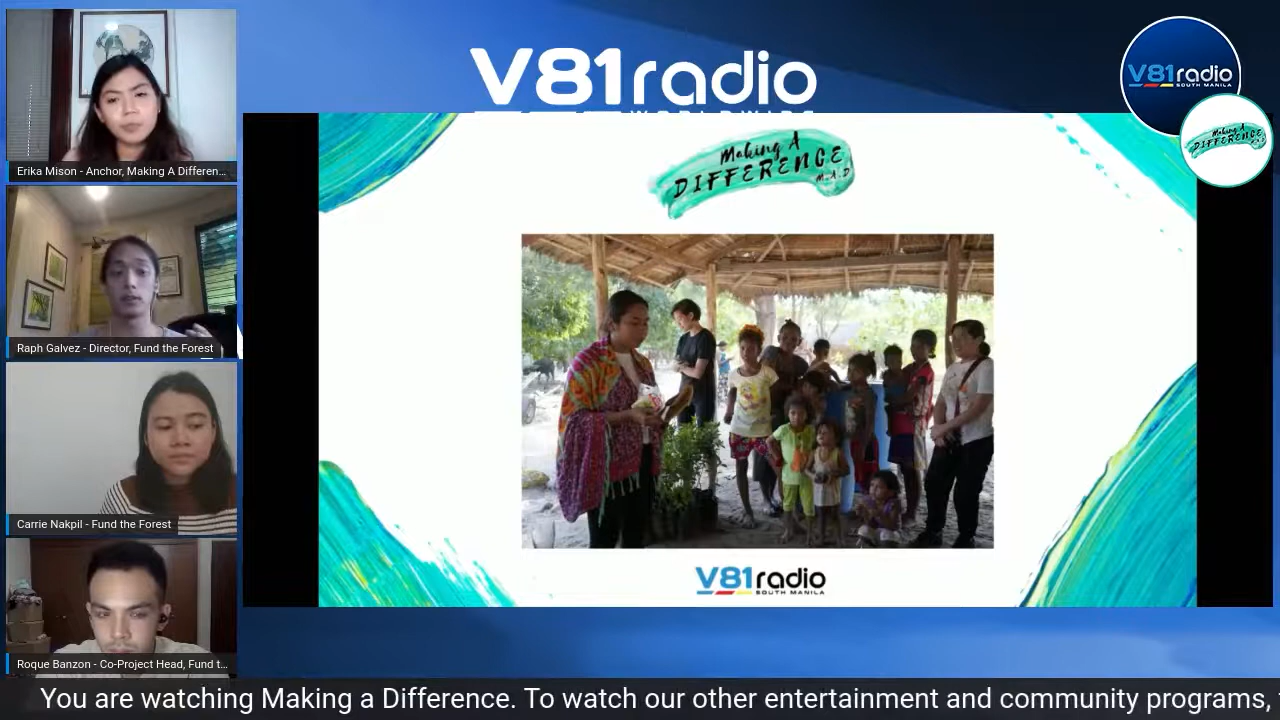 V81radio
V81radio
SOUTH MANILA
Making A
DIFFERENCE
Making A
DIFFERENCE
M.A.D
Erika Mison - Anchor, Making A Differen...
Raph Galvez - Director, Fund the Forest
Carrie Nakpil - Fund the Forest
Roque Banzon - Co-Project Head, Fund t...
V81radio
SOUTH MANILA
You are watching Making a Difference. To watch our other entertainment and community programs,